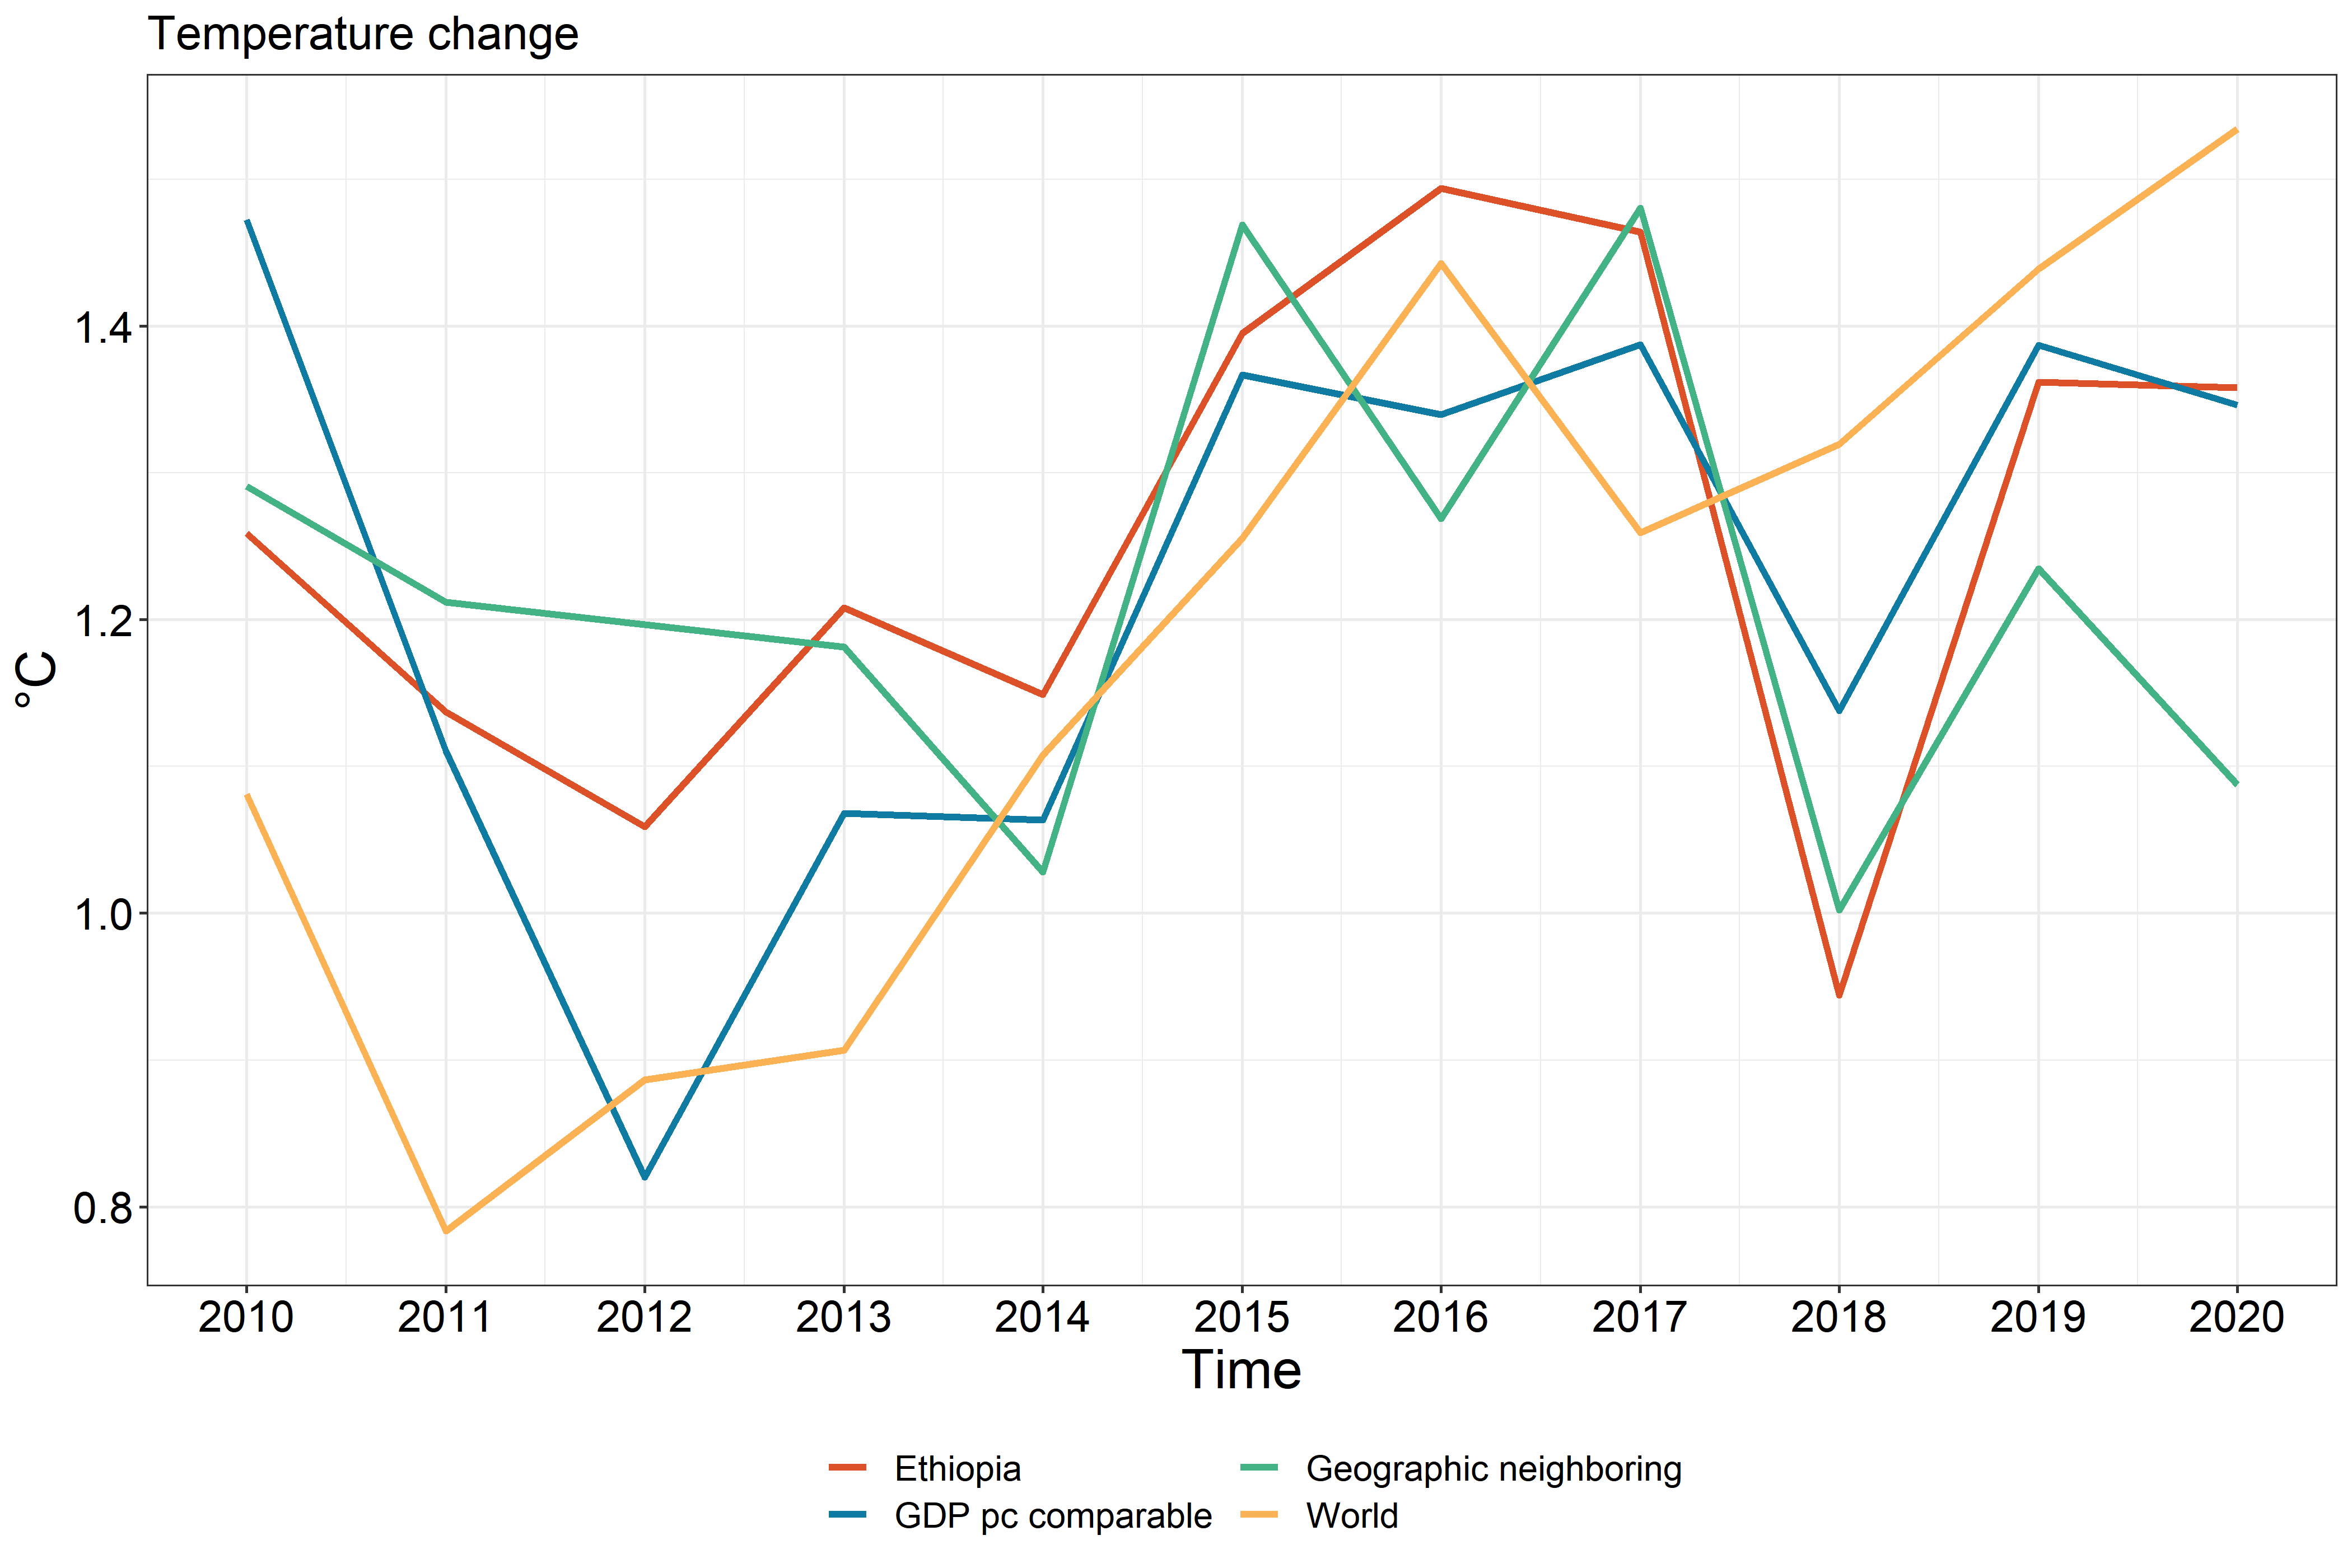 Temperature change
°C
1.4
1.2
1.0
0.8
2010 2011 2012 2013 2014 2015 2016 2017 2018 2019 2020
Time
Ethiopia Geographic neighboring
GDP pc comparable World